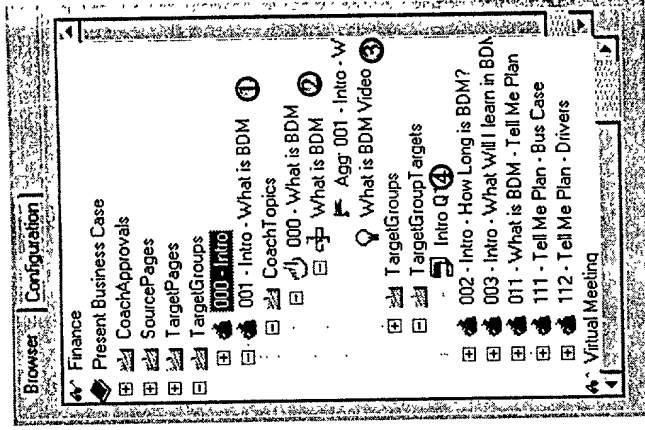 Browser Configuration
Finance
Present Business Case
CoachApprovals
SourcePages
TargetPages
TargetGroups
000 - Intro
001 - Intro - What is BDM ①
CoachTopics
000 - What is BDM
What is BDM ②
Agg 001 - Intro - W
What is BDM Video ③
TargetGroups
TargetGroupTargets
Intro Q ④
002 - Intro - How Long is BDM?
003 - Intro - What Will I learn in BDM
011 - What is BDM - Tell Me Plan
111 - Tell Me Plan - Bus Case
112 - Tell Me Plan - Drivers
Virtual Meeting